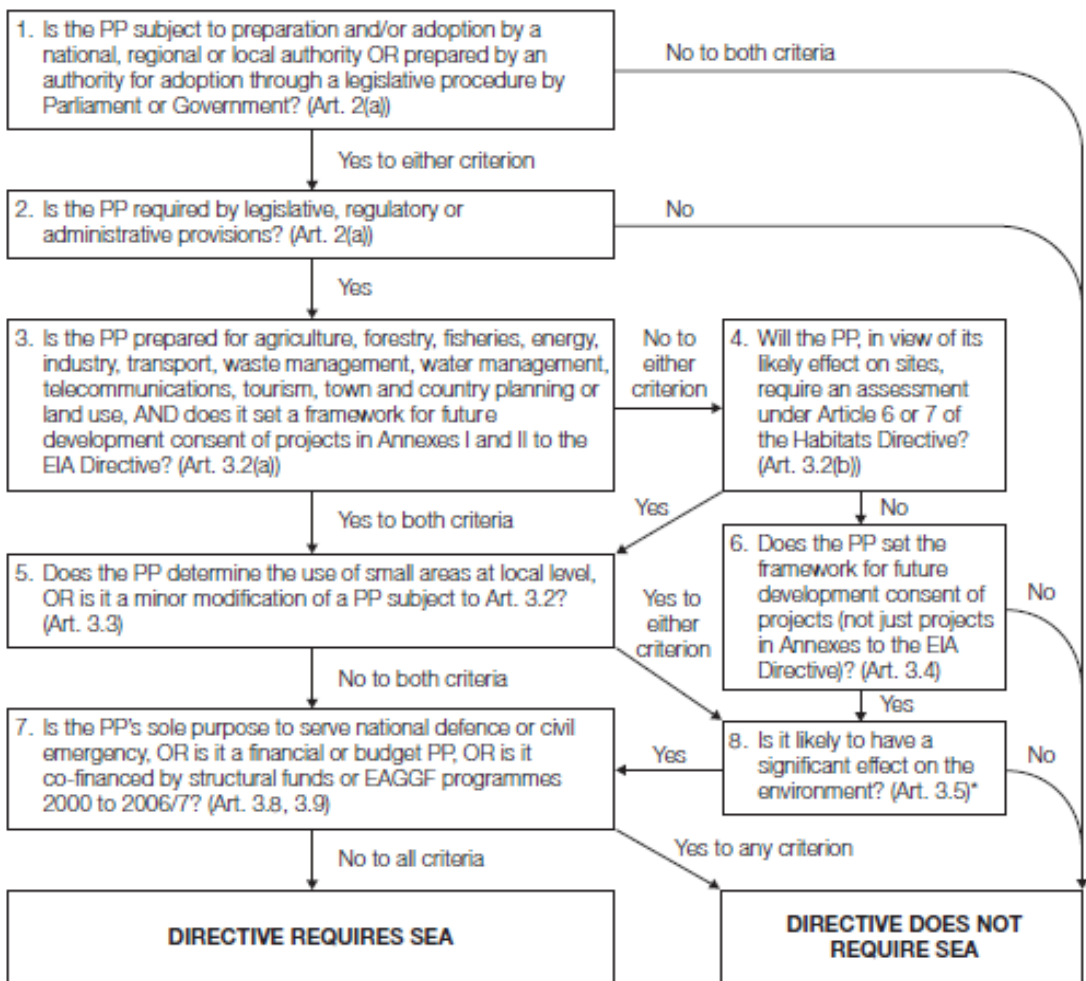 1. Is the PP subject to preparation and/or adoption by a
national, regional or local authority OR prepared by an
authority for adoption through a legislative procedure by
Parliament or Government? (Art. 2(a))
No to both criteria
Yes to either criterion
2. Is the PP required by legislative, regulatory or
administrative provisions? (Art. 2(a))
No
Yes
3. Is the PP prepared for agriculture, forestry, fisheries, energy,
industry, transport, waste management, water management,
telecommunications, tourism, town and country planning or
land use, AND does it set a framework for future
development consent of projects in Annexes I and II to the
EIA Directive? (Art. 3.2(a))
No to
either
criterion
4. Will the PP, in view of its
likely effect on sites,
require an assessment
under Article 6 or 7 of
the Habitats Directive?
(Art. 3.2(b))
Yes to both criteria
Yes
No
5. Does the PP determine the use of small areas at local level,
OR is it a minor modification of a PP subject to Art. 3.2?
(Art. 3.3)
Yes to
either
criterion
6. Does the PP set the
framework for future
development consent of
projects (not just projects
in Annexes to the EIA
Directive)? (Art. 3.4)
No
No to both criteria
Yes
7. Is the PP's sole purpose to serve national defence or civil
emergency, OR is it a financial or budget PP, OR is it
co-financed by structural funds or EAGGF programmes
2000 to 2006/7? (Art. 3.8, 3.9)
Yes
8. Is it likely to have a
significant effect on the
environment? (Art. 3.5)*
No
No to all criteria
Yes to any criterion
DIRECTIVE REQUIRES SEA
DIRECTIVE DOES NOT
REQUIRE SEA